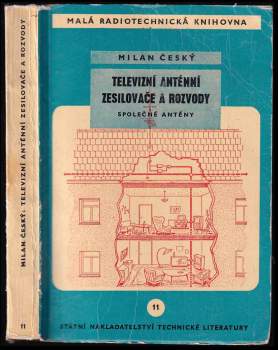 MALÁ RADIOTECHNICKÁ KNIHOVNA
MILAN ČESKÝ
TELEVIZNÍ ANTÉNNÍ
ZESILOVAČE A ROZVODY
SPOLEČNÉ ANTÉNY
11
STÁTNÍ NAKLADATELSTVÍ TECHNICKÉ LITERATURY
MILAN ČESKÝ: TELEVIZNÍ ANTÉNNÍ ZESILOVAČE A ROZVODY
11